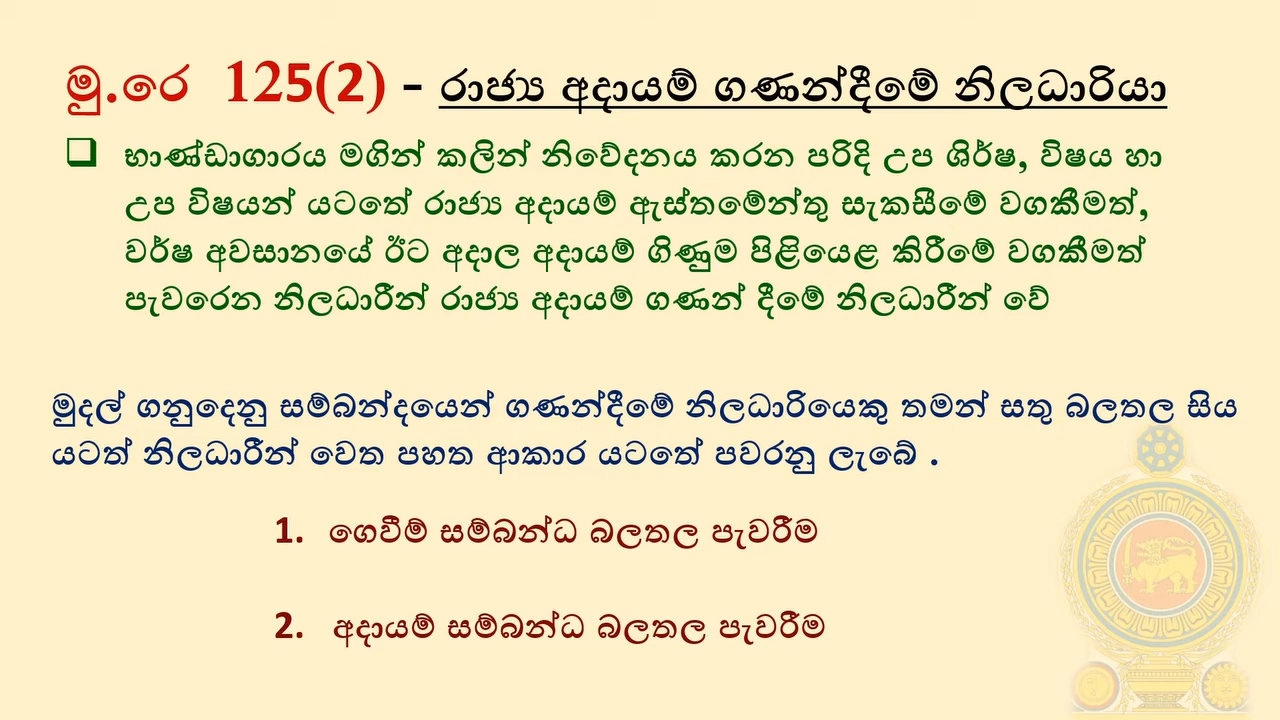 මු.රෙ 125(2) – රාජ්‍ය අදායම් ගණන්දීමේ නිලධාරියා
❑ භාණ්ඩාගාරය මගින් කලින් නිවේදනය කරන පරිදි උප ශිර්ෂ, විෂය හා
උප විෂයන් යටතේ රාජ්‍ය අදායම් ඇස්තමේන්තු සැකසීමේ වගකීමත්,
වර්ෂ අවසානයේ ඊට අදාල අදායම් ගිණුම පිළියෙළ කිරීමේ වගකීමත්
පැවරෙන නිලධාරීන් රාජ්‍ය අදායම් ගණන් දීමේ නිලධාරීන් වේ
මුදල් ගනුදෙනු සම්බන්දයෙන් ගණන්දීමේ නිලධාරියෙකු තමන් සතු බලතල සිය
යටත් නිලධාරීන් වෙත පහත ආකාර යටතේ පවරනු ලැබේ .
1. ගෙවීම් සම්බන්ධ බලතල පැවරීම
2. අදායම් සම්බන්ධ බලතල පැවරීම